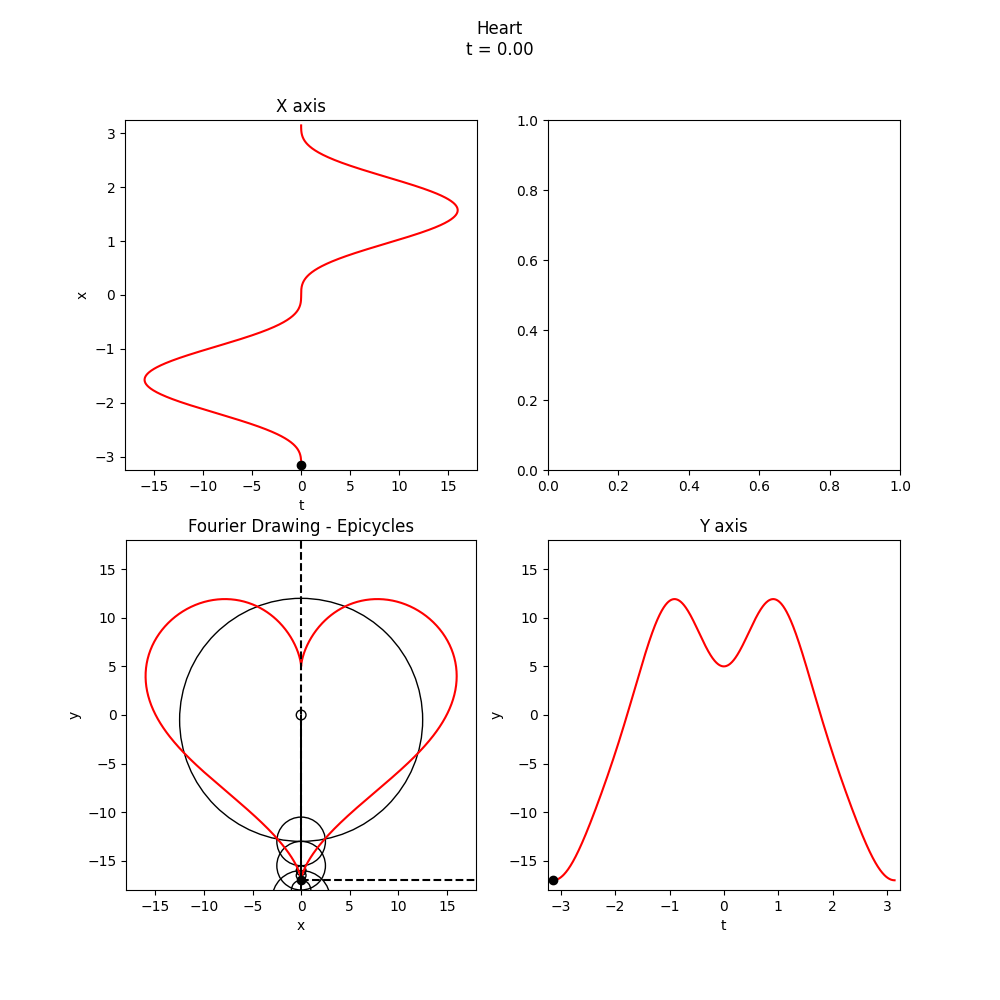 Heart
t = 0.00
X axis
3
2
1
0
−1
−2
−3
x
−15 −10 −5 0 5 10 15
t
1.0
0.8
0.6
0.4
0.2
0.0
0.0 0.2 0.4 0.6 0.8 1.0
Fourier Drawing - Epicycles
15
10
5
0
−5
−10
−15
y
−15 −10 −5 0 5 10 15
x
Y axis
15
10
5
0
−5
−10
−15
y
−3 −2 −1 0 1 2 3
t